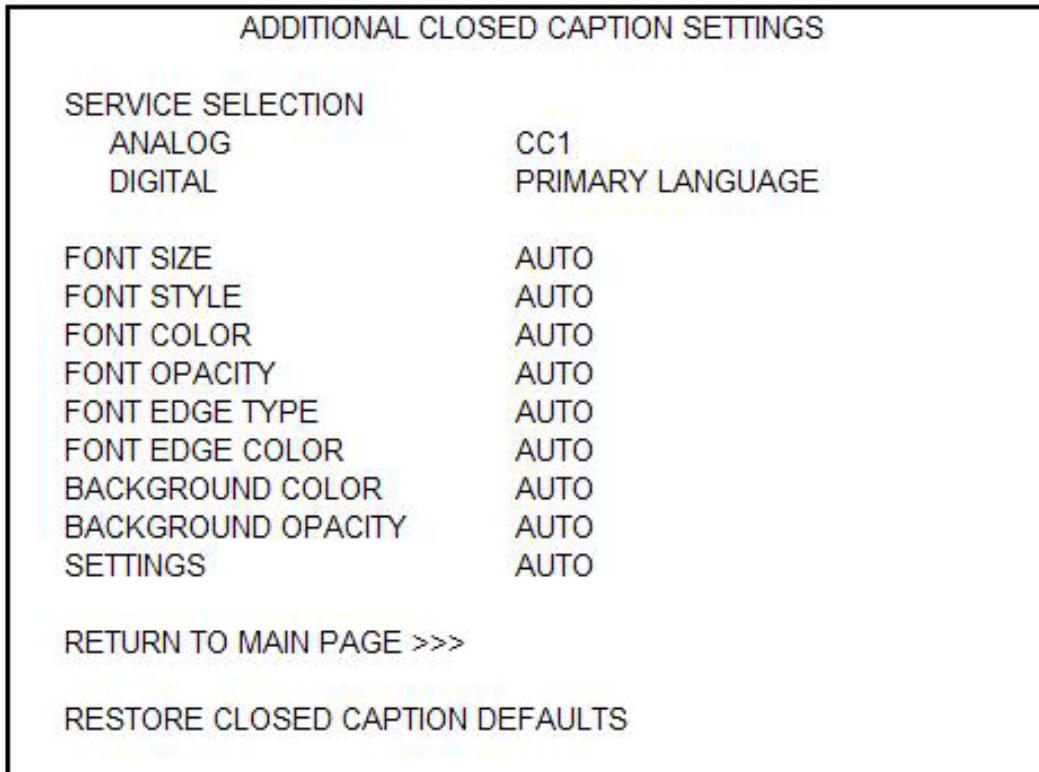 ADDITIONAL CLOSED CAPTION SETTINGS
SERVICE SELECTION
ANALOG CC1
DIGITAL PRIMARY LANGUAGE
FONT SIZE AUTO
FONT STYLE AUTO
FONT COLOR AUTO
FONT OPACITY AUTO
FONT EDGE TYPE AUTO
FONT EDGE COLOR AUTO
BACKGROUND COLOR AUTO
BACKGROUND OPACITY AUTO
SETTINGS AUTO
RETURN TO MAIN PAGE >>>
RESTORE CLOSED CAPTION DEFAULTS